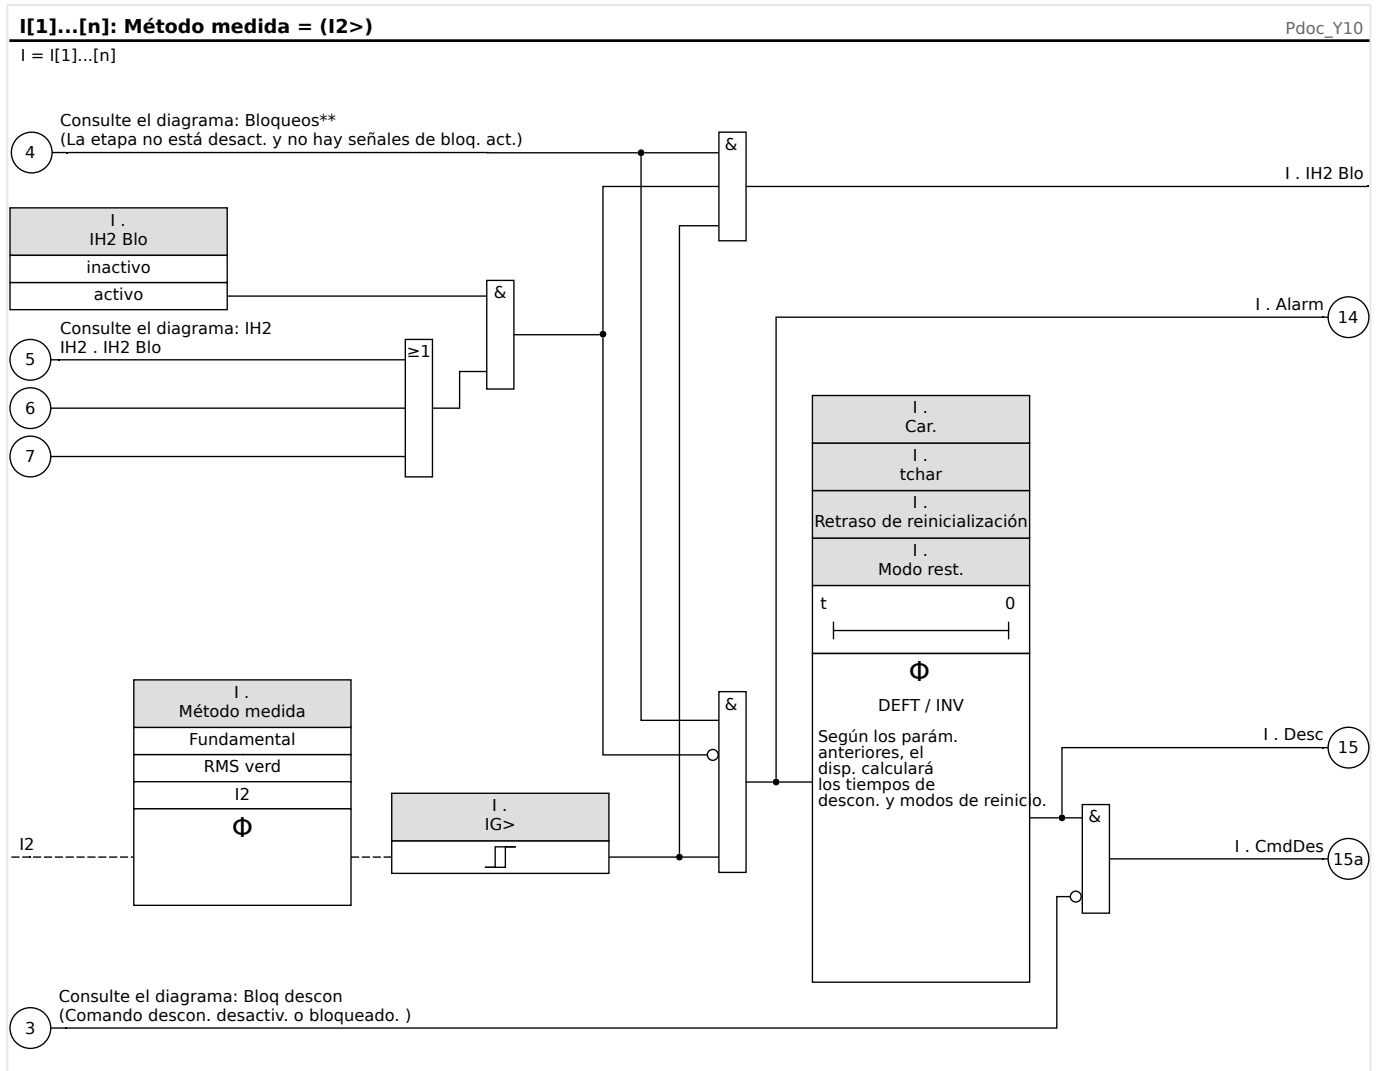 I[1]...[n]: Método medida = (I2>)
Pdoc_Y10
I = I[1]...[n]
Consulte el diagrama: Bloqueos**
(La etapa no está desact. y no hay señales de bloq. act.)
4
&
I . IH2 Blo
I .
IH2 Blo
inactivo
activo
&
I . Alarm
14
Consulte el diagrama: IH2
IH2 . IH2 Blo
5
≥1
6
7
I .
Car.
I .
tchar
I .
Retraso de reinicialización
I .
Modo rest.
t
0
Φ
DEFT / INV
Según los parám.
anteriores, el
disp. calculará
los tiempos de
descon. y modos de reinicio.
I .
Método medida
Fundamental
RMS verd
I2
Φ
&
I . Desc
15
I2
I .
IG>
&
I . CmdDes
15a
Consulte el diagrama: Bloq descon
(Comando descon. desactiv. o bloqueado. )
3